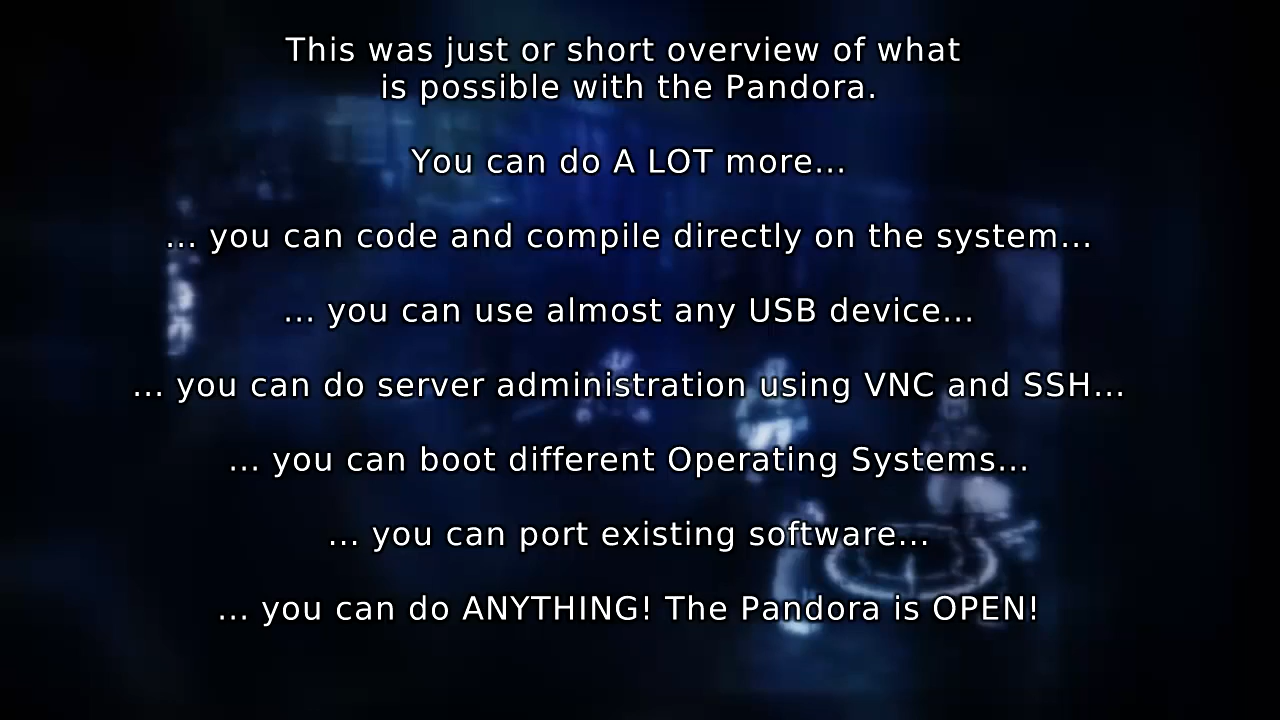 This was just or short overview of what
is possible with the Pandora.
You can do A LOT more...
... you can code and compile directly on the system...
... you can use almost any USB device...
... you can do server administration using VNC and SSH...
... you can boot different Operating Systems...
... you can port existing software...
... you can do ANYTHING! The Pandora is OPEN!